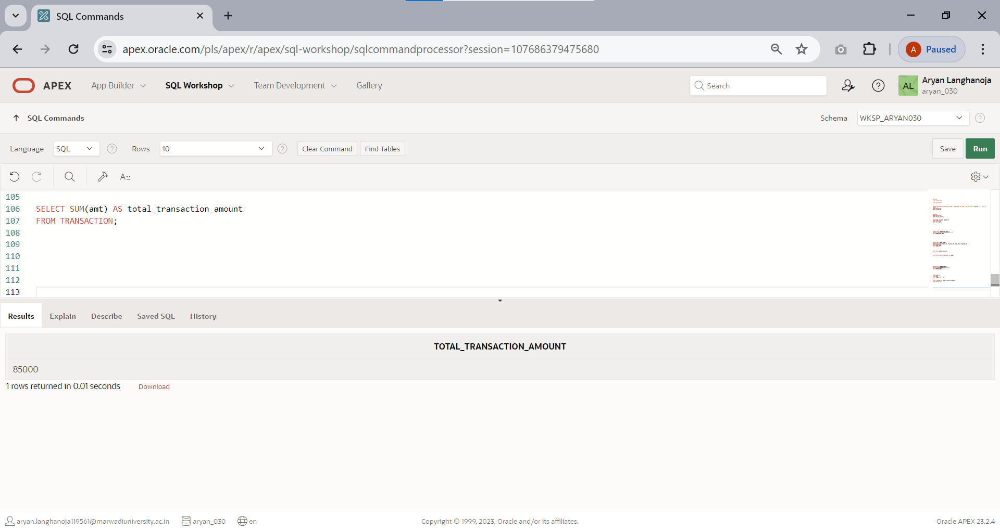 SQL Commands
apex.oracle.com/pls/apex/r/apex/sql-workshop/sqlcommandprocessor?session=107686379475680
A Paused
APEX App Builder SQL Workshop Team Development Gallery
Search
AL Aryan Langhanoja
aryan_030
SQL Commands
Schema WKSP_ARYAN030
Language SQL Rows 10 Clear Command Find Tables Save Run
105
106 SELECT SUM(amt) AS total_transaction_amount
107 FROM TRANSACTION;
108
109
110
111
112
113
Results Explain Describe Saved SQL History
TOTAL_TRANSACTION_AMOUNT
85000
1 rows returned in 0.01 seconds Download
aryan.langhanoja119561@marwadiuniversity.ac.in aryan_030 en Copyright © 1999, 2023, Oracle and/or its affiliates. Oracle APEX 23.2.4